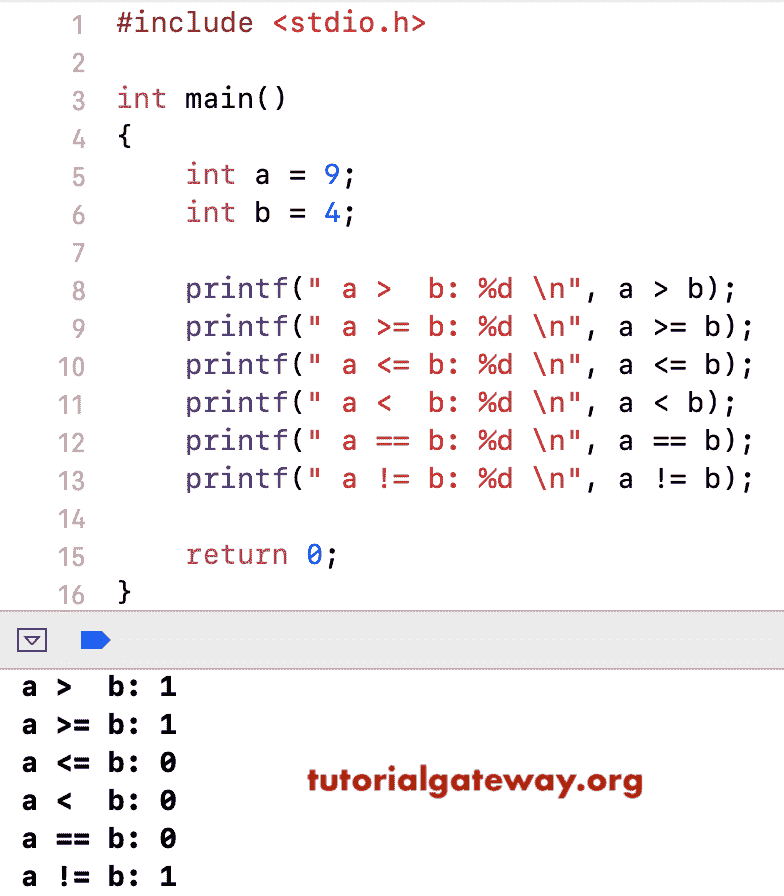 1 #include <stdio.h>
2
3 int main()
4 {
5     int a = 9;
6     int b = 4;
7
8     printf(" a >  b: %d \n", a > b);
9     printf(" a >= b: %d \n", a >= b);
10     printf(" a <= b: %d \n", a <= b);
11     printf(" a <  b: %d \n", a < b);
12     printf(" a == b: %d \n", a == b);
13     printf(" a != b: %d \n", a != b);
14
15     return 0;
16 }
a >  b: 1
a >= b: 1
a <= b: 0
tutorialgateway.org
a <  b: 0
a == b: 0
a != b: 1